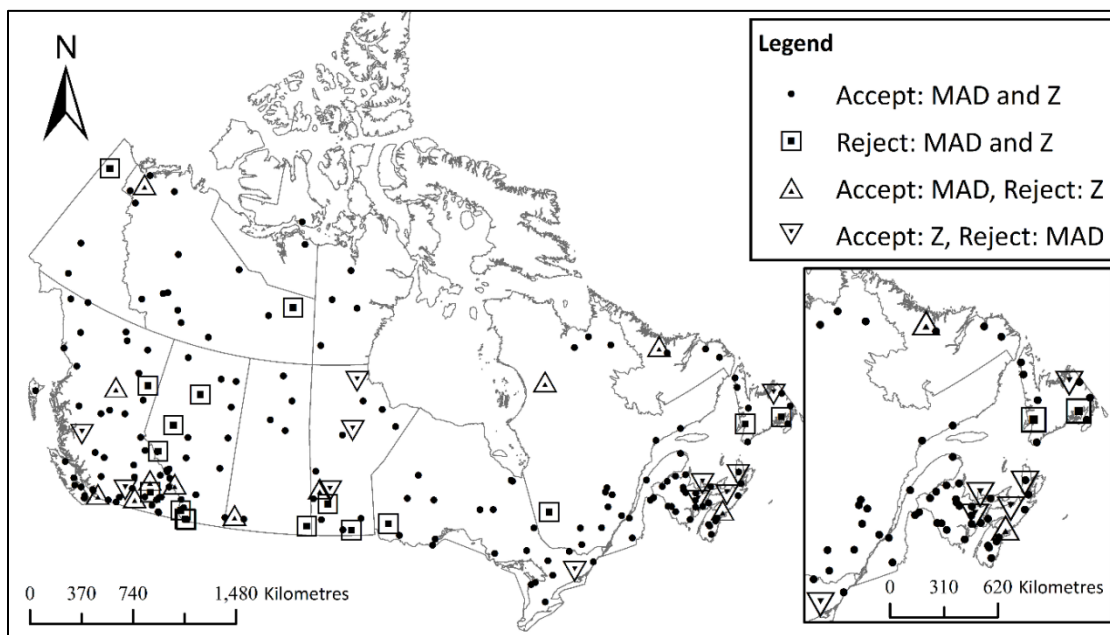 N
Legend
Accept: MAD and Z
Reject: MAD and Z
Accept: MAD, Reject: Z
Accept: Z, Reject: MAD
0 370 740 1,480 Kilometres
0 310 620 Kilometres